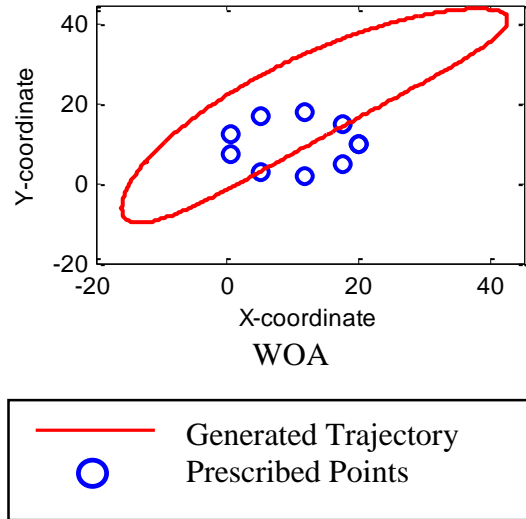 40
20
0
-20
Y-coordinate
-20 0 20 40
X-coordinate
WOA
Generated Trajectory
Prescribed Points